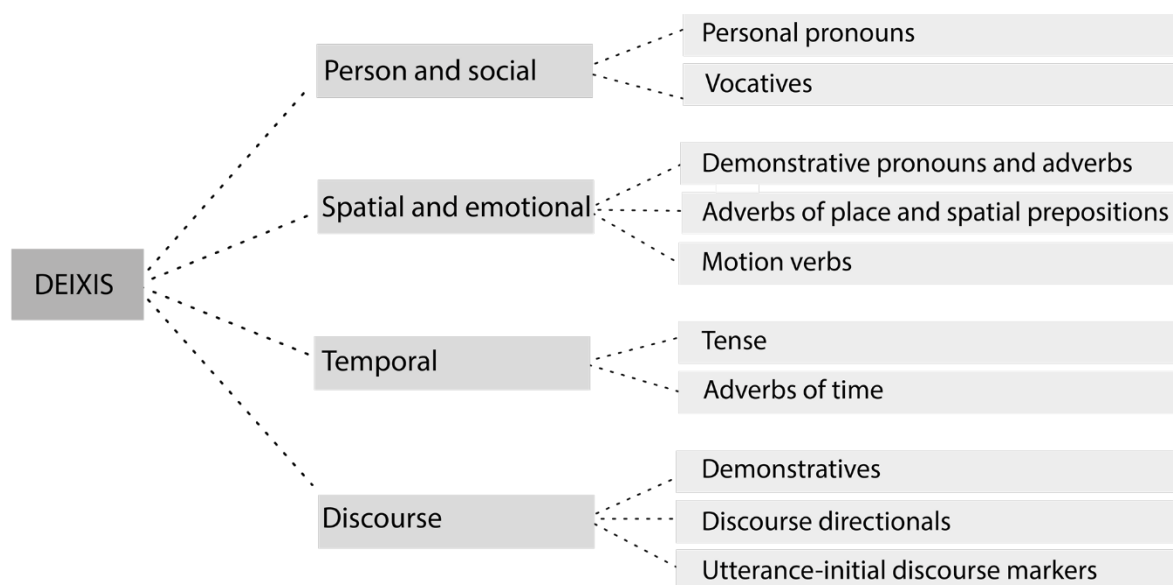 DEIXIS
Person and social
Personal pronouns
Vocatives
Spatial and emotional
Demonstrative pronouns and adverbs
Adverbs of place and spatial prepositions
Motion verbs
Temporal
Tense
Adverbs of time
Discourse
Demonstratives
Discourse directionals
Utterance-initial discourse markers